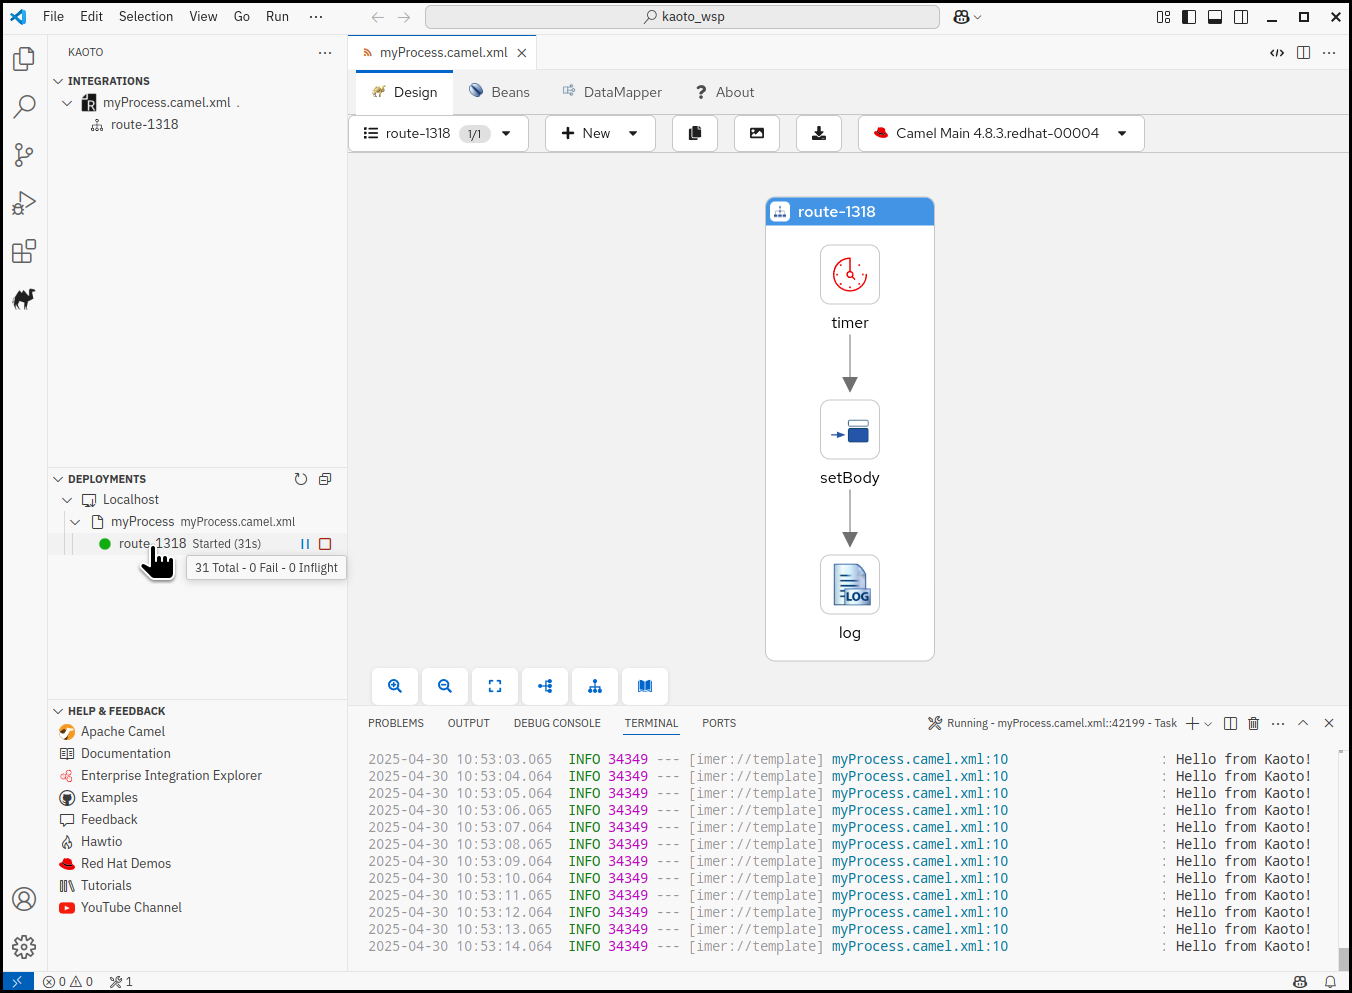 File Edit Selection View Go Run ···
kaoto_wsp
KAOTO
INTEGRATIONS
myProcess.camel.xml .
route-1318
myProcess.camel.xml
Design Beans DataMapper ? About
route-1318 1/1 New Camel Main 4.8.3.redhat-00004
route-1318
timer
setBody
LOG
log
DEPLOYMENTS
Localhost
myProcess myProcess.camel.xml
route-1318 Started (31s)
31 Total - 0 Fail - 0 Inflight
HELP & FEEDBACK
Apache Camel
Documentation
Enterprise Integration Explorer
Examples
Feedback
Hawtio
Red Hat Demos
Tutorials
YouTube Channel
PROBLEMS OUTPUT DEBUG CONSOLE TERMINAL PORTS
Running - myProcess.camel.xml::42199 - Task
2025-04-30 10:53:03.065 INFO 34349 --- [imer://template] myProcess.camel.xml:10 : Hello from Kaoto!
2025-04-30 10:53:04.064 INFO 34349 --- [imer://template] myProcess.camel.xml:10 : Hello from Kaoto!
2025-04-30 10:53:05.064 INFO 34349 --- [imer://template] myProcess.camel.xml:10 : Hello from Kaoto!
2025-04-30 10:53:06.065 INFO 34349 --- [imer://template] myProcess.camel.xml:10 : Hello from Kaoto!
2025-04-30 10:53:07.064 INFO 34349 --- [imer://template] myProcess.camel.xml:10 : Hello from Kaoto!
2025-04-30 10:53:08.065 INFO 34349 --- [imer://template] myProcess.camel.xml:10 : Hello from Kaoto!
2025-04-30 10:53:09.064 INFO 34349 --- [imer://template] myProcess.camel.xml:10 : Hello from Kaoto!
2025-04-30 10:53:10.064 INFO 34349 --- [imer://template] myProcess.camel.xml:10 : Hello from Kaoto!
2025-04-30 10:53:11.065 INFO 34349 --- [imer://template] myProcess.camel.xml:10 : Hello from Kaoto!
2025-04-30 10:53:12.064 INFO 34349 --- [imer://template] myProcess.camel.xml:10 : Hello from Kaoto!
2025-04-30 10:53:13.065 INFO 34349 --- [imer://template] myProcess.camel.xml:10 : Hello from Kaoto!
2025-04-30 10:53:14.064 INFO 34349 --- [imer://template] myProcess.camel.xml:10 : Hello from Kaoto!
0 0 1